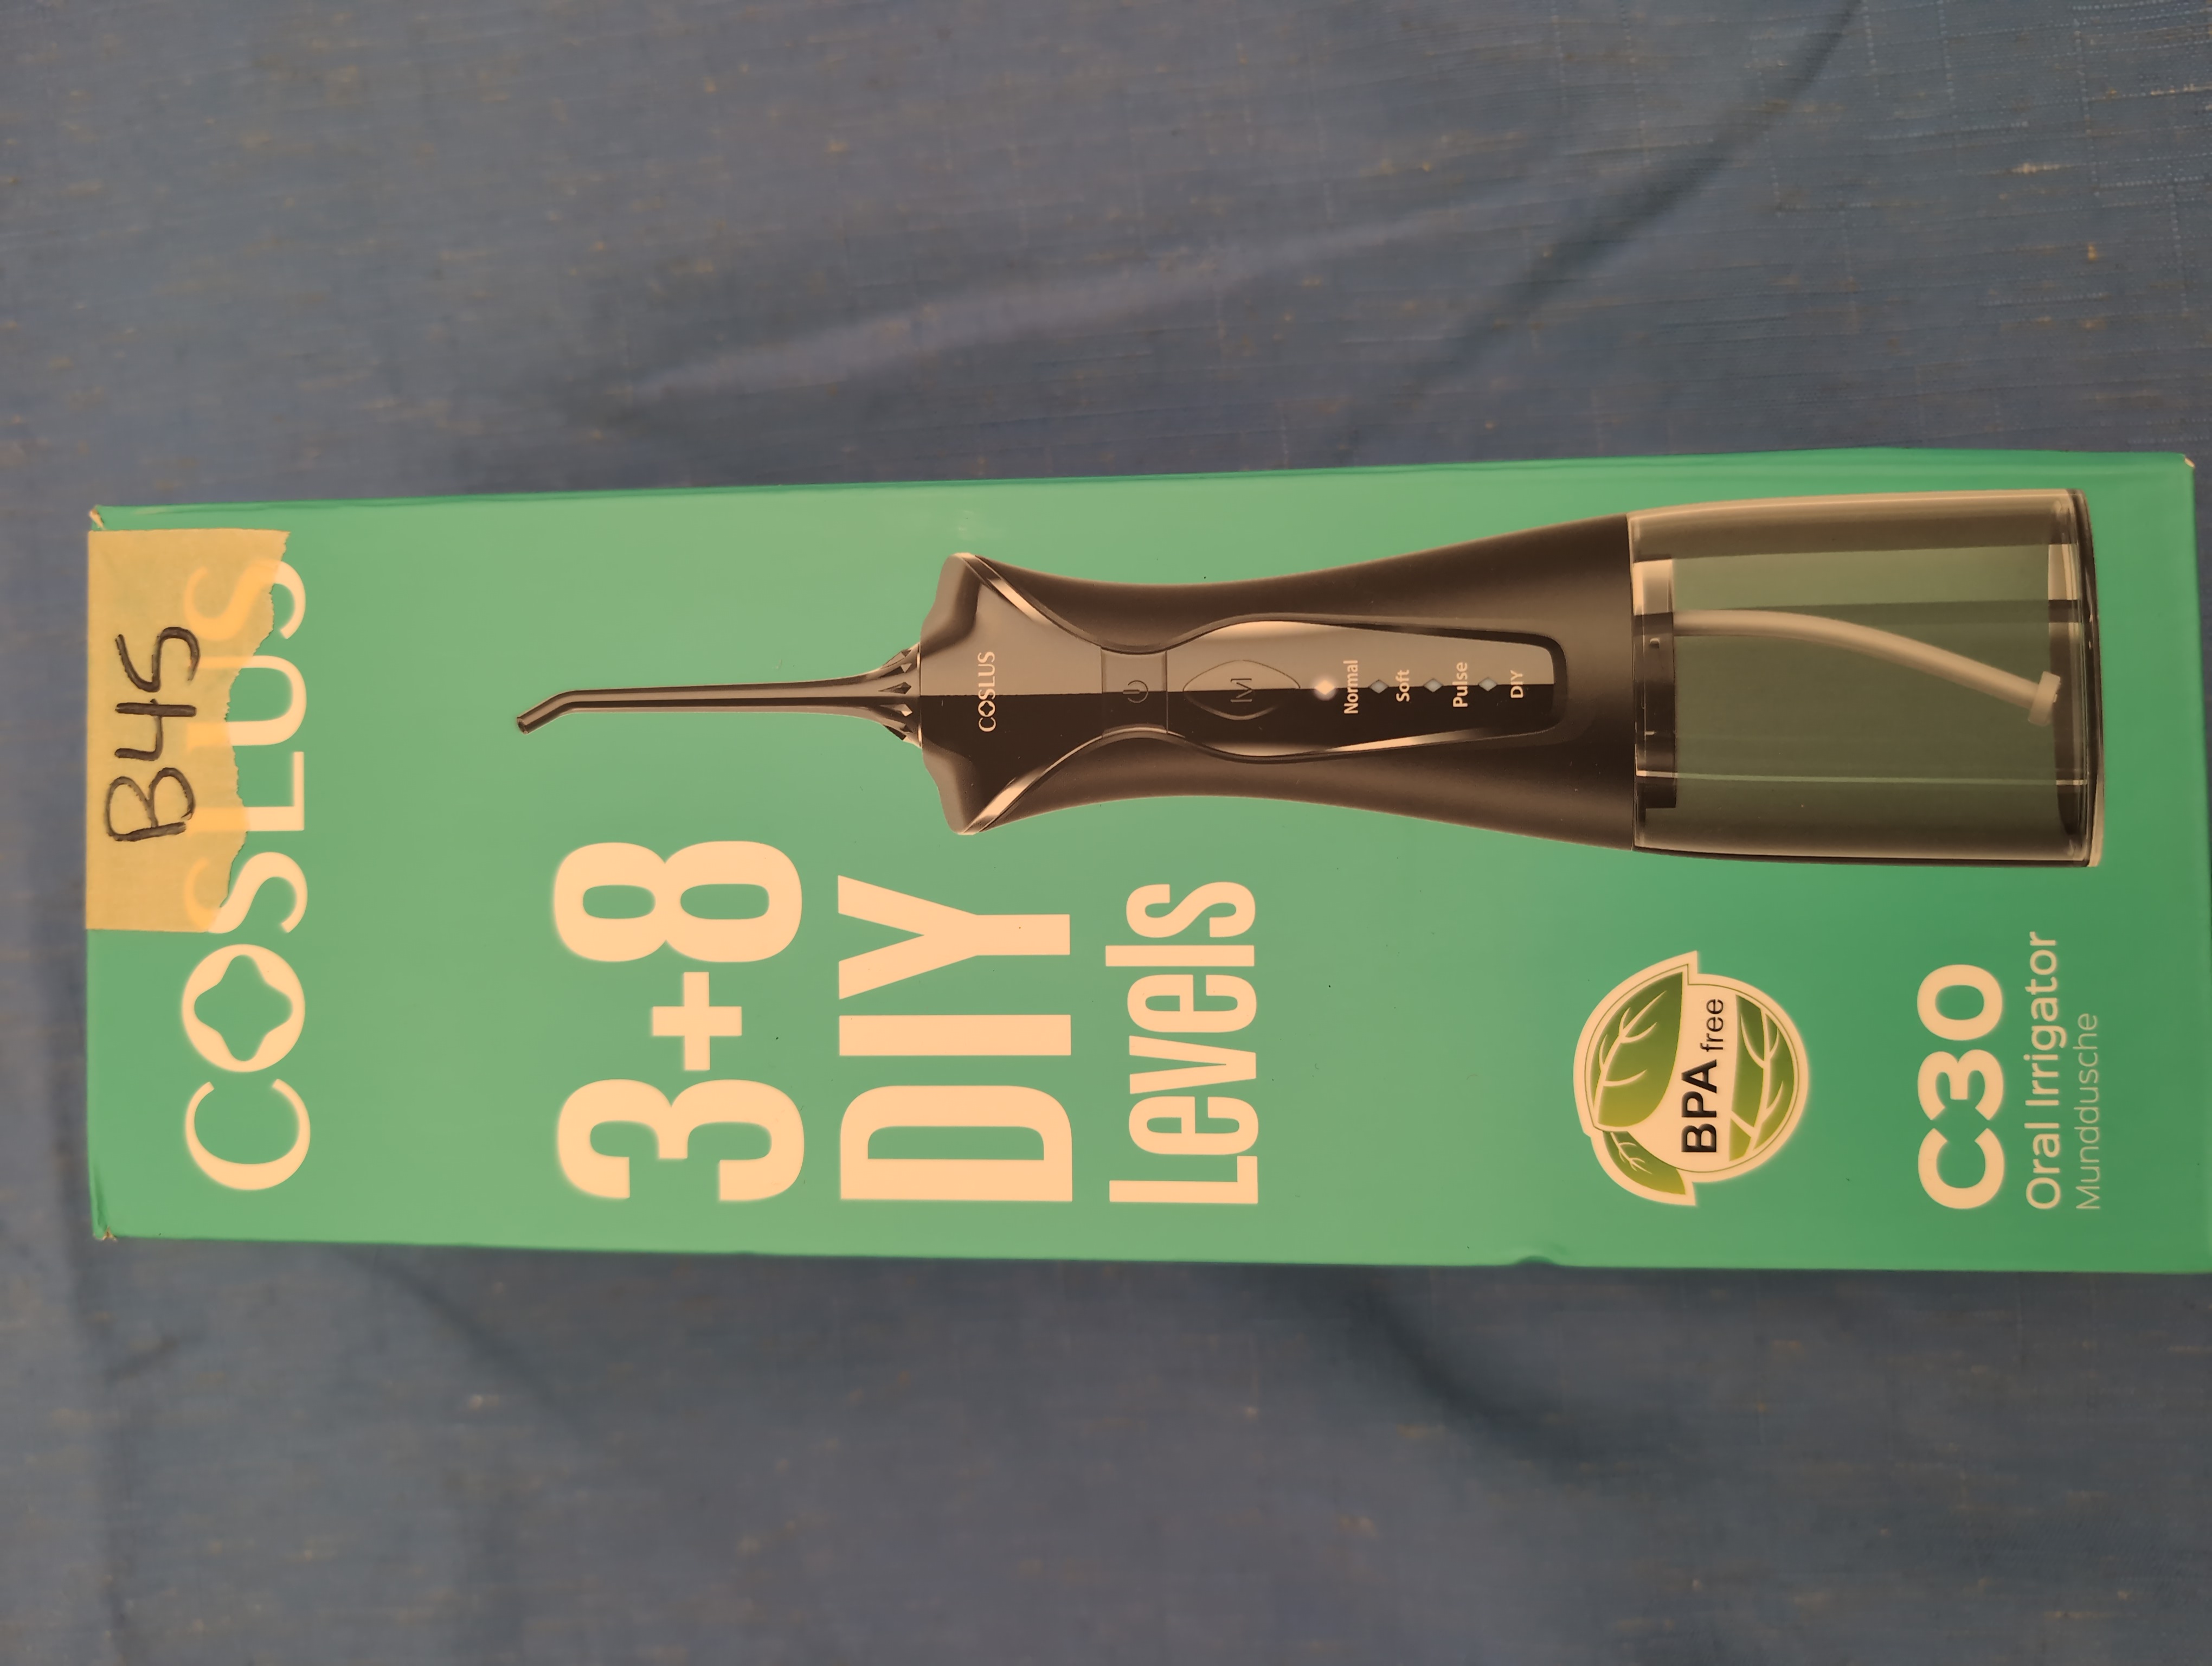 B45
COSLUS
3+8
DIY
Levels
COSLUS
M
Normal
Soft
Pulse
DIY
BPA free
C30
Oral Irrigator
Munddusche